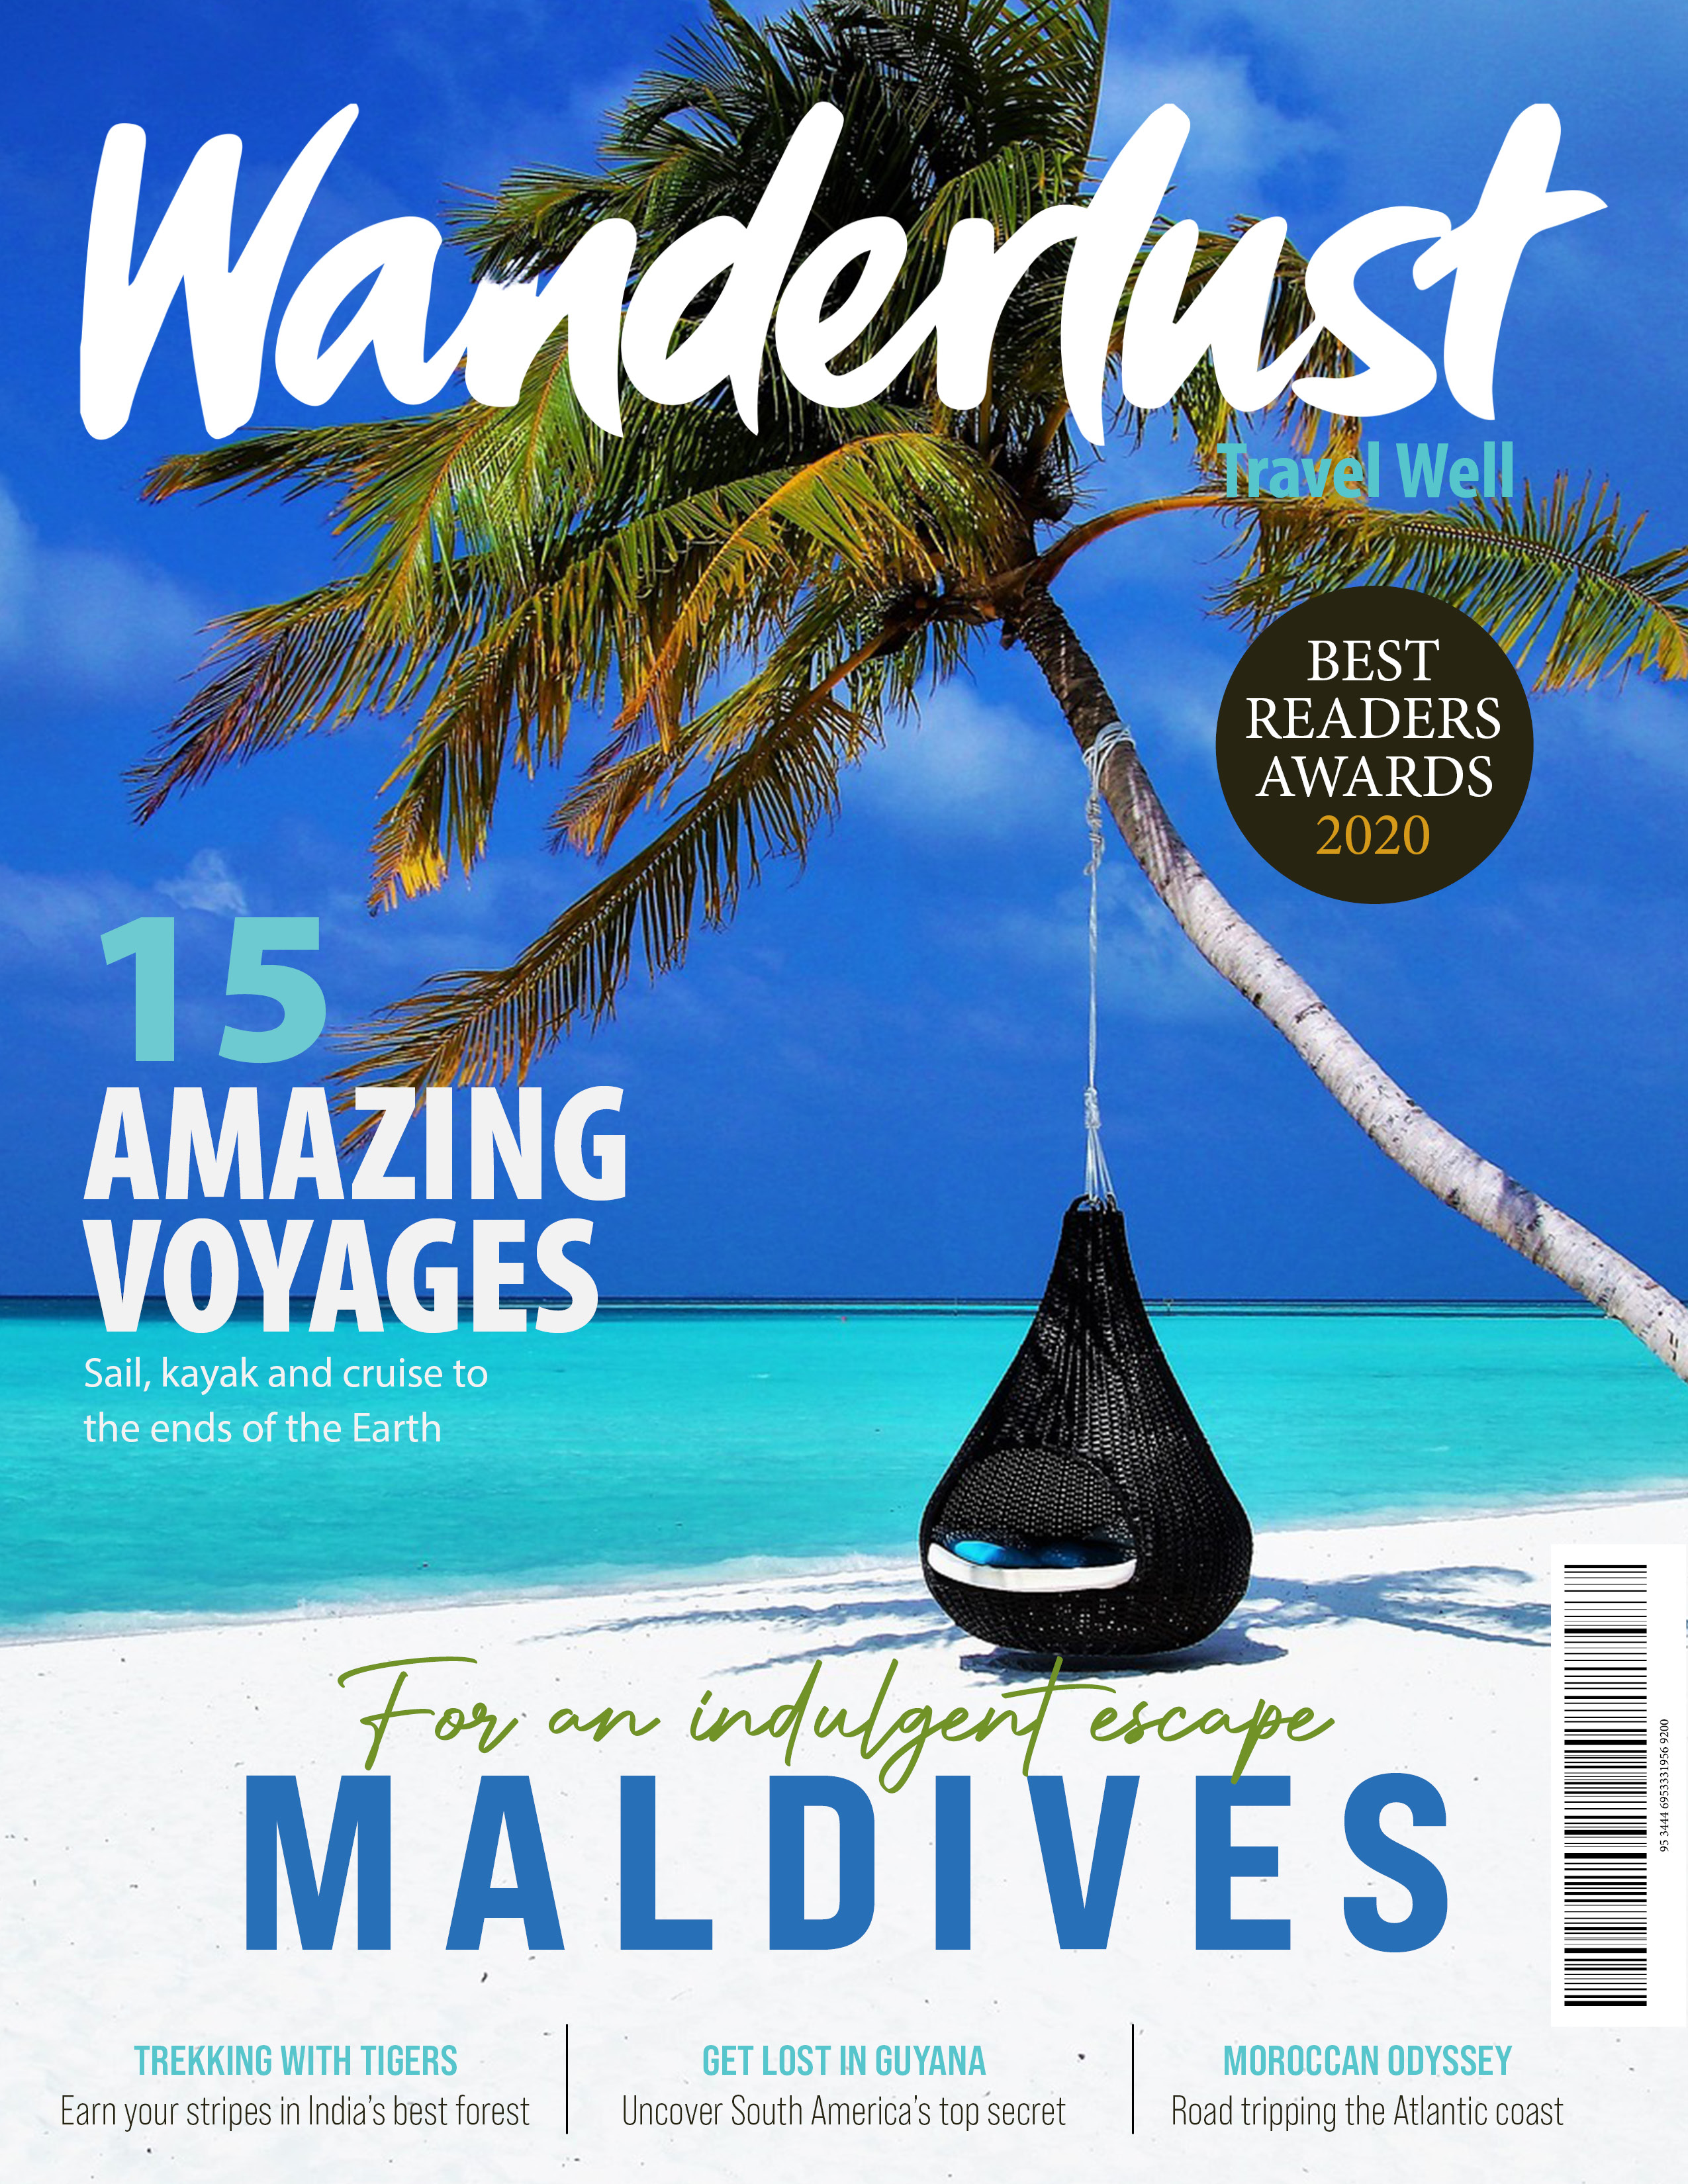 Wanderlust
Travel Well
BEST
READERS
AWARDS
2020
15
AMAZING
VOYAGES
Sail, kayak and cruise to
the ends of the Earth
For an indulgent escape
MALDIVES
95 3444 6953331956 9200
TREKKING WITH TIGERS
Earn your stripes in India’s best forest
GET LOST IN GUYANA
Uncover South America’s top secret
MOROCCAN ODYSSEY
Road tripping the Atlantic coast